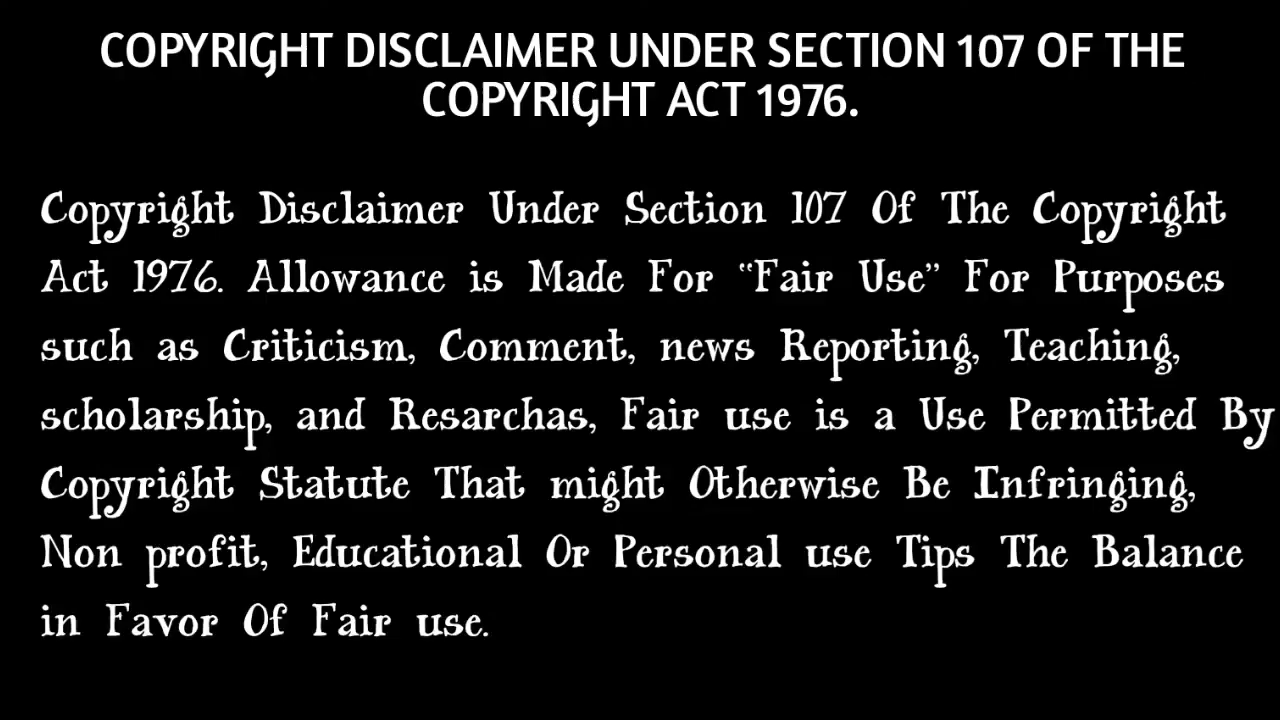 COPYRIGHT DISCLAIMER UNDER SECTION 107 OF THE
COPYRIGHT ACT 1976.
Copyright Disclaimer Under Section 107 Of The Copyright
Act 1976. Allowance is Made For “Fair Use” For Purposes
such as Criticism, Comment, news Reporting, Teaching,
scholarship, and Resarchas, Fair use is a Use Permitted By
Copyright Statute That might Otherwise Be Infringing,
Non profit, Educational Or Personal use Tips The Balance
in Favor Of Fair use.